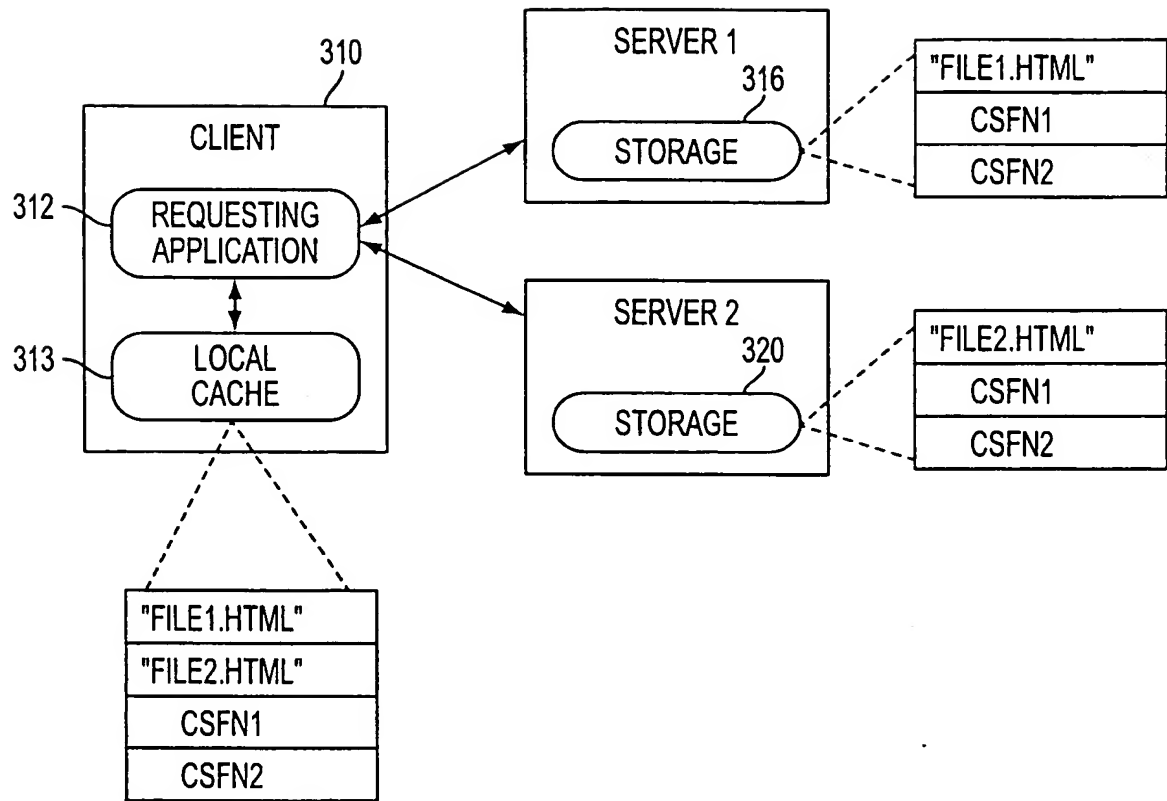 310
CLIENT
312
REQUESTING
APPLICATION
313
LOCAL
CACHE
"FILE1.HTML"
"FILE2.HTML"
CSFN1
CSFN2
SERVER 1
316
STORAGE
"FILE1.HTML"
CSFN1
CSFN2
SERVER 2
320
STORAGE
"FILE2.HTML"
CSFN1
CSFN2